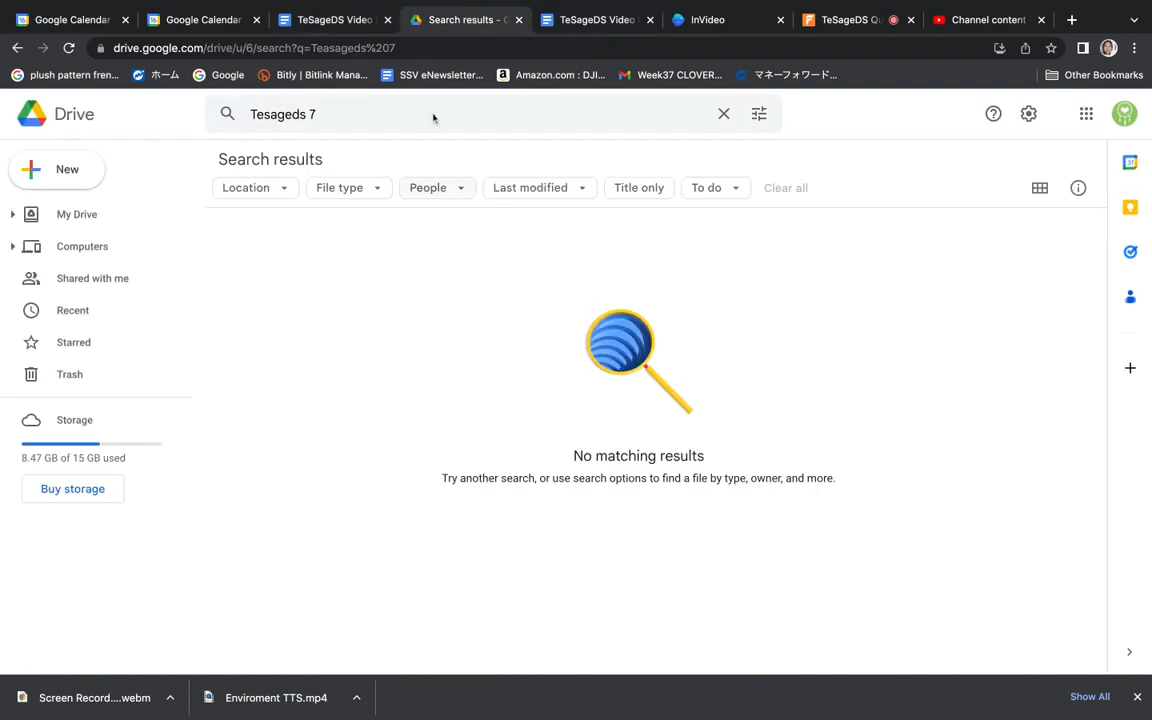 Google Calendar
Google Calendar
TeSageDS Video
Search results - G
TeSageDS Video
InVideo
TeSageDS Qu
Channel content
drive.google.com/drive/u/6/search?q=Teasageds%207
plush pattern fren...
ホーム
Google
Bitly | Bitlink Mana...
SSV eNewsletter...
Amazon.com : DJI...
Week37 CLOVER...
マネーフォワード...
Other Bookmarks
Drive
Tesageds 7
New
Search results
Location
File type
People
Last modified
Title only
To do
Clear all
My Drive
Computers
Shared with me
Recent
Starred
Trash
Storage
8.47 GB of 15 GB used
Buy storage
No matching results
Try another search, or use search options to find a file by type, owner, and more.
Screen Record....webm
Enviroment TTS.mp4
Show All